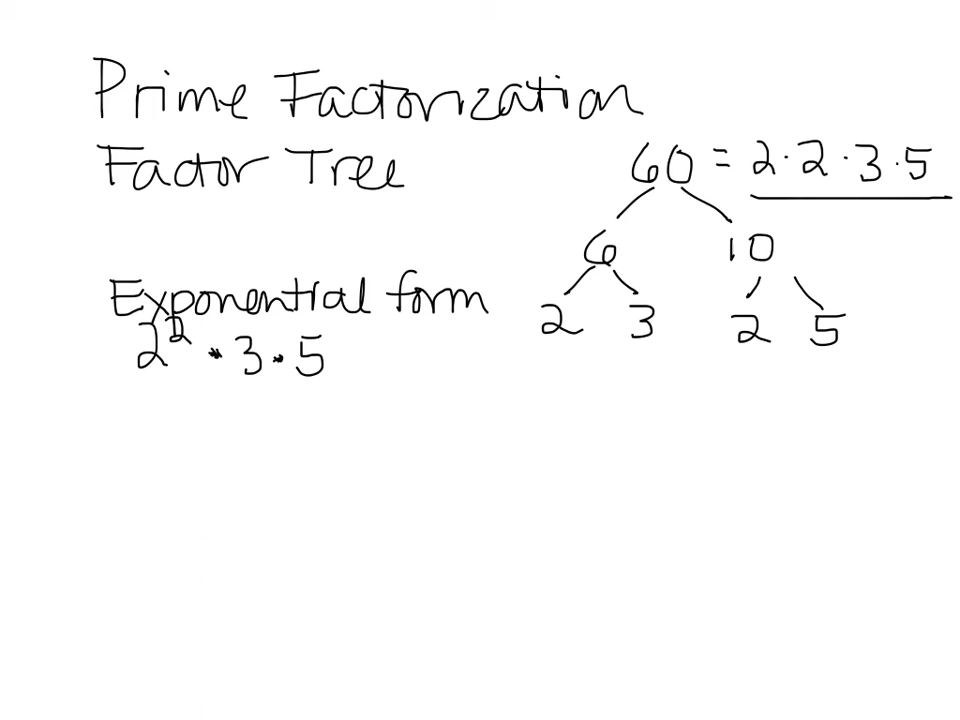 Prime Factorization
Factor Tree
60 = 2 · 2 · 3 · 5
6 10
2 3 2 5
Exponential form
2² · 3 · 5